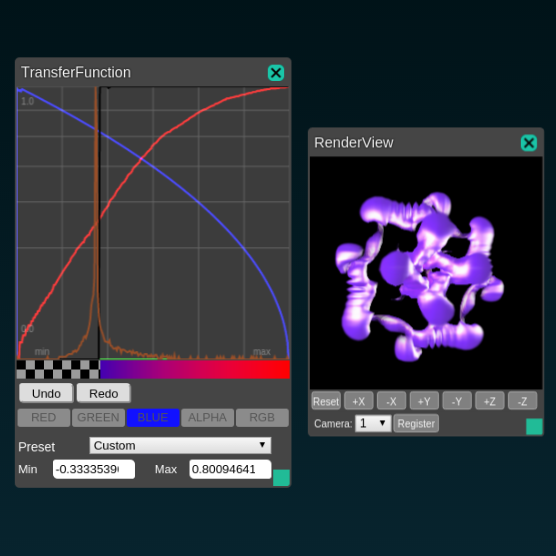 TransferFunction
1.0
0.0
min
max
Undo
Redo
RED
GREEN
BLUE
ALPHA
RGB
Preset
Custom
Min
-0.3333539
Max
0.80094641
RenderView
Reset
+X
-X
+Y
-Y
+Z
-Z
Camera:
1
Register